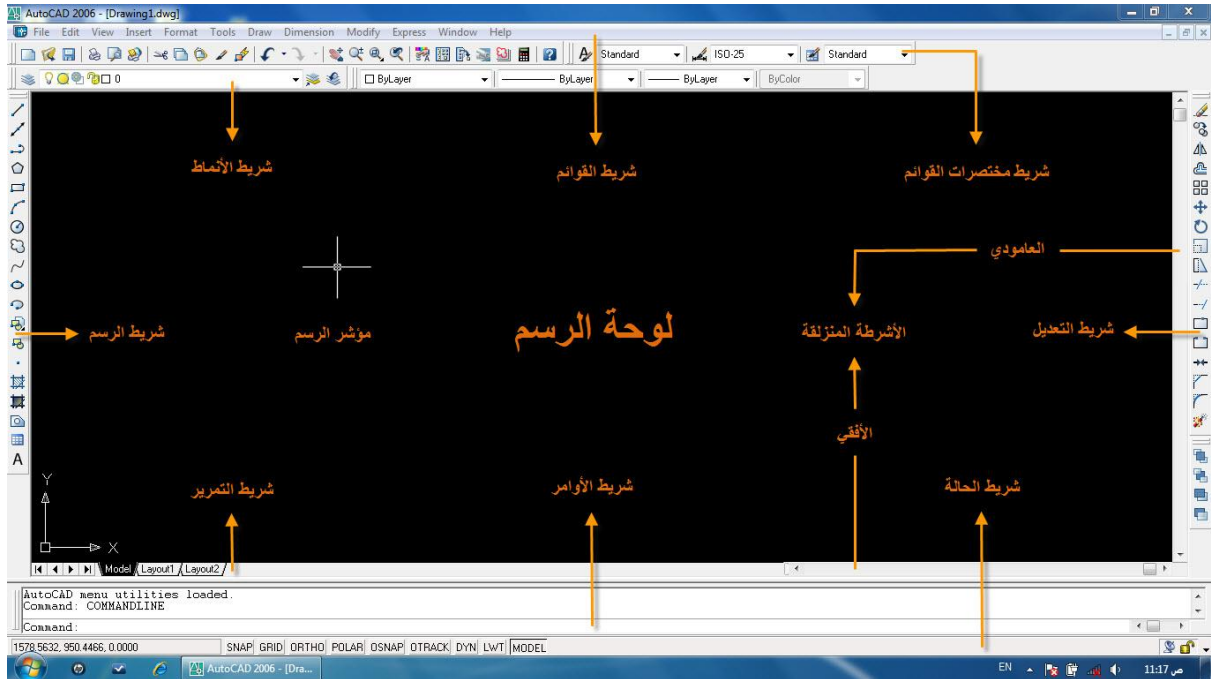 AutoCAD 2006 - [Drawing1.dwg]
File Edit View Insert Format Tools Draw Dimension Modify Express Window Help
Standard ISO-25 Standard
0 ByLayer ByLayer ByLayer ByColor
شريط الأنماط
شريط القوائم
شريط مختصرات القوائم
العامودي
شريط الرسم
مؤشر الرسم
لوحة الرسم
الأشرطة المنزلقة
شريط التعديل
الأفقي
A
شريط التمرير
شريط الأوامر
شريط الحالة
Y
X
Model Layout1 Layout2
AutoCAD menu utilities loaded.
Command: COMMANDLINE
Command:
1578.5632, 950.4466, 0.0000 SNAP GRID ORTHO POLAR OSNAP OTRACK DYN LWT MODEL
AutoCAD 2006 - [Dra... EN 11:17 ص